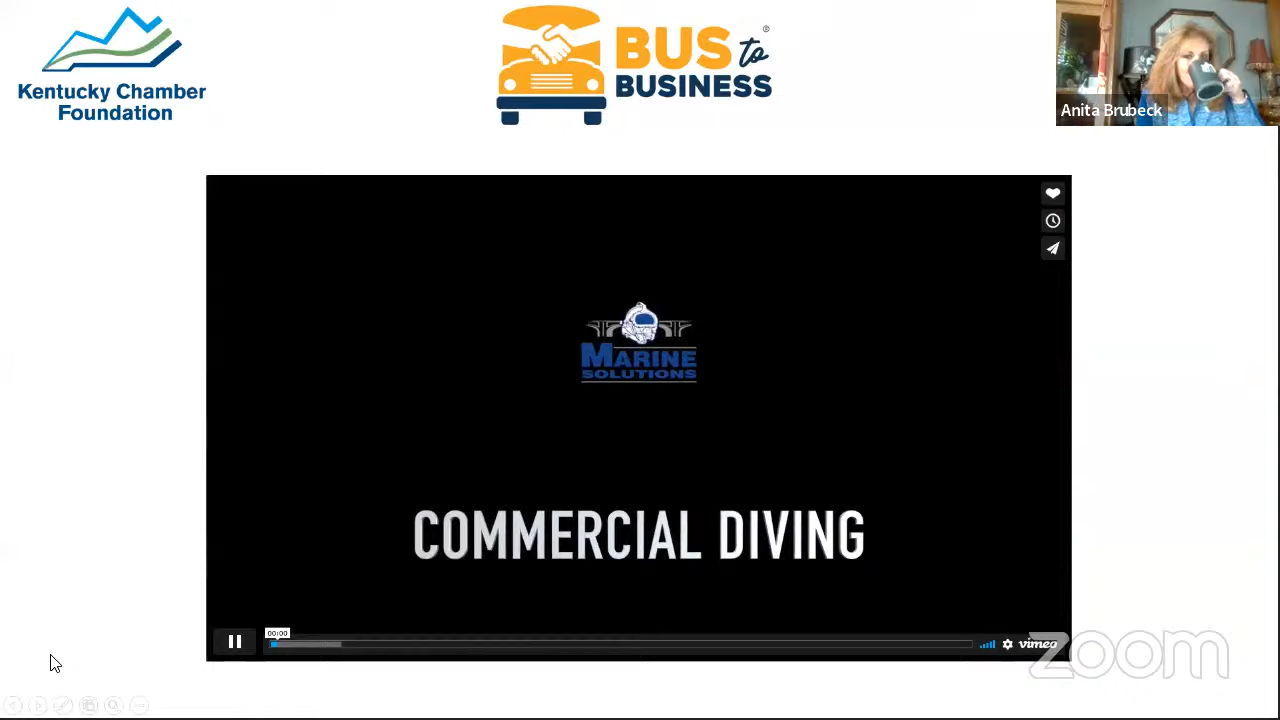 Kentucky Chamber
Foundation
BUS to
BUSINESS
®
Anita Brubeck
MARINE
SOLUTIONS
COMMERCIAL DIVING
00:00
vimeo
zoom